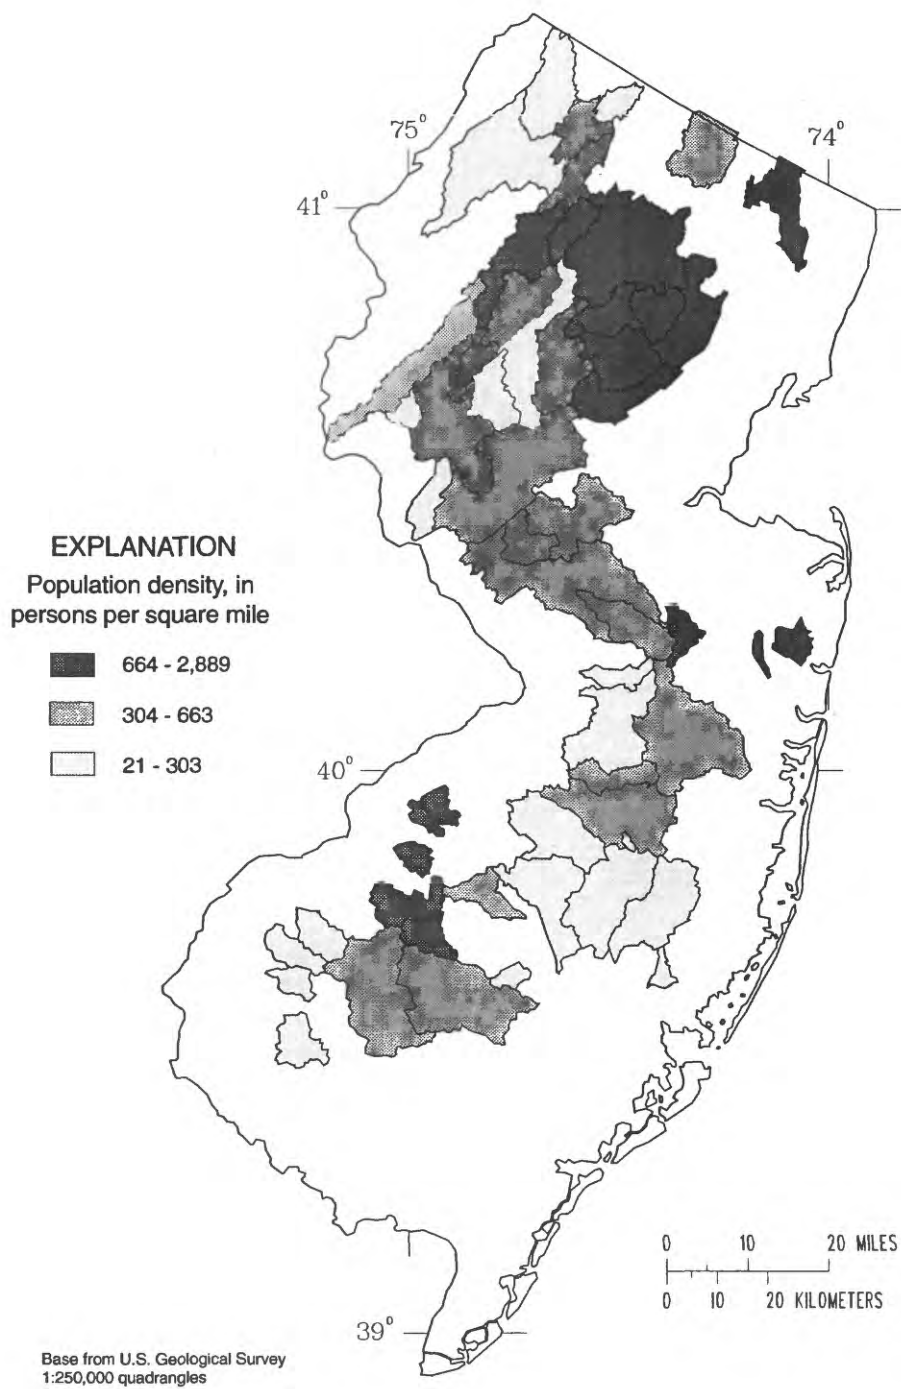 75°
74°
41°
EXPLANATION
Population density, in
persons per square mile
664 - 2,889
304 - 663
21 - 303
40°
0 10 20 MILES
0 10 20 KILOMETERS
39°
Base from U.S. Geological Survey
1:250,000 quadrangles